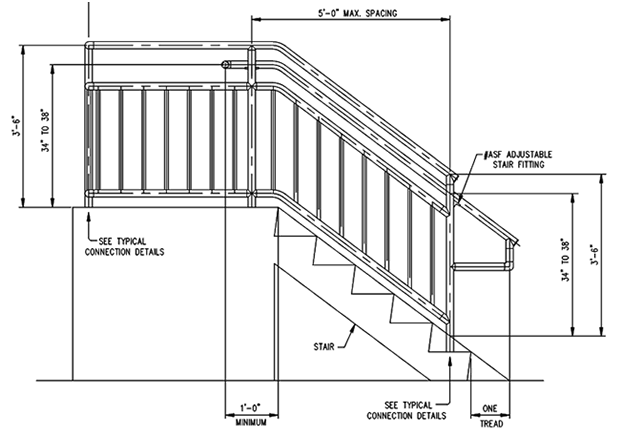 5'-0" MAX. SPACING
3'-6"
34" TO 38"
#ASF ADJUSTABLE
STAIR FITTING
34" TO 38"
3'-6"
SEE TYPICAL
CONNECTION DETAILS
STAIR
1'-0"
MINIMUM
SEE TYPICAL
CONNECTION DETAILS
ONE
TREAD